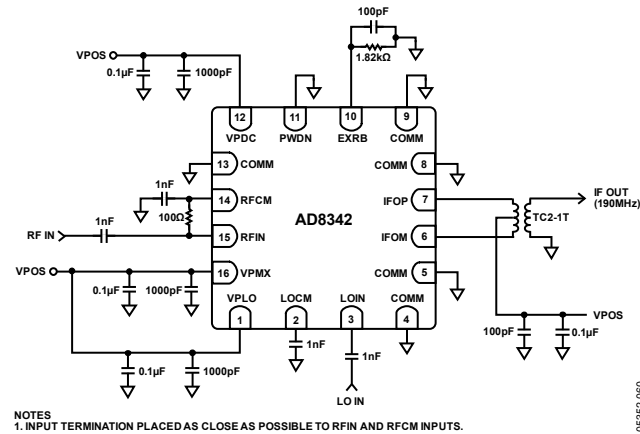 100pF
1.82kΩ
VPOS
0.1µF
1000pF
12
11
10
9
VPDC
PWDN
EXRB
COMM
13
COMM
COMM
8
1nF
14
RFCM
IFOP
7
IF OUT
(190MHz)
100Ω
AD8342
TC2-1T
RF IN
1nF
15
RFIN
IFOM
6
VPOS
16
VPMX
COMM
5
0.1µF
1000pF
VPLO
LOCM
LOIN
COMM
1
2
3
4
VPOS
100pF
0.1µF
1nF
1nF
0.1µF
1000pF
LO IN
NOTES
1. INPUT TERMINATION PLACED AS CLOSE AS POSSIBLE TO RFIN AND RFCM INPUTS.
05352-060